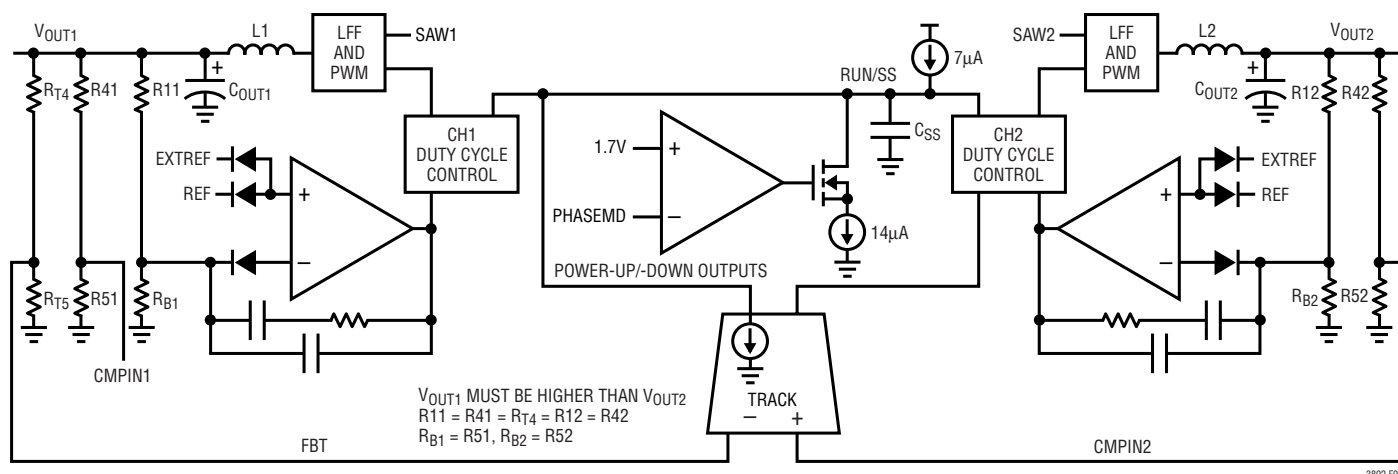 VOUT1
L1
LFF
AND
PWM
SAW1
RT4
R41
R11
+
COUT1
EXTREF
REF
+
−
CH1
DUTY CYCLE
CONTROL
RT5
R51
RB1
CMPIN1
7µA
RUN/SS
CSS
1.7V
+
PHASEMD
−
14µA
POWER-UP/-DOWN OUTPUTS
SAW2
LFF
AND
PWM
L2
VOUT2
+
COUT2
R12
R42
CH2
DUTY CYCLE
CONTROL
EXTREF
REF
+
−
RB2
R52
VOUT1 MUST BE HIGHER THAN VOUT2
R11 = R41 = RT4 = R12 = R42
RB1 = R51, RB2 = R52
TRACK
− +
FBT
CMPIN2